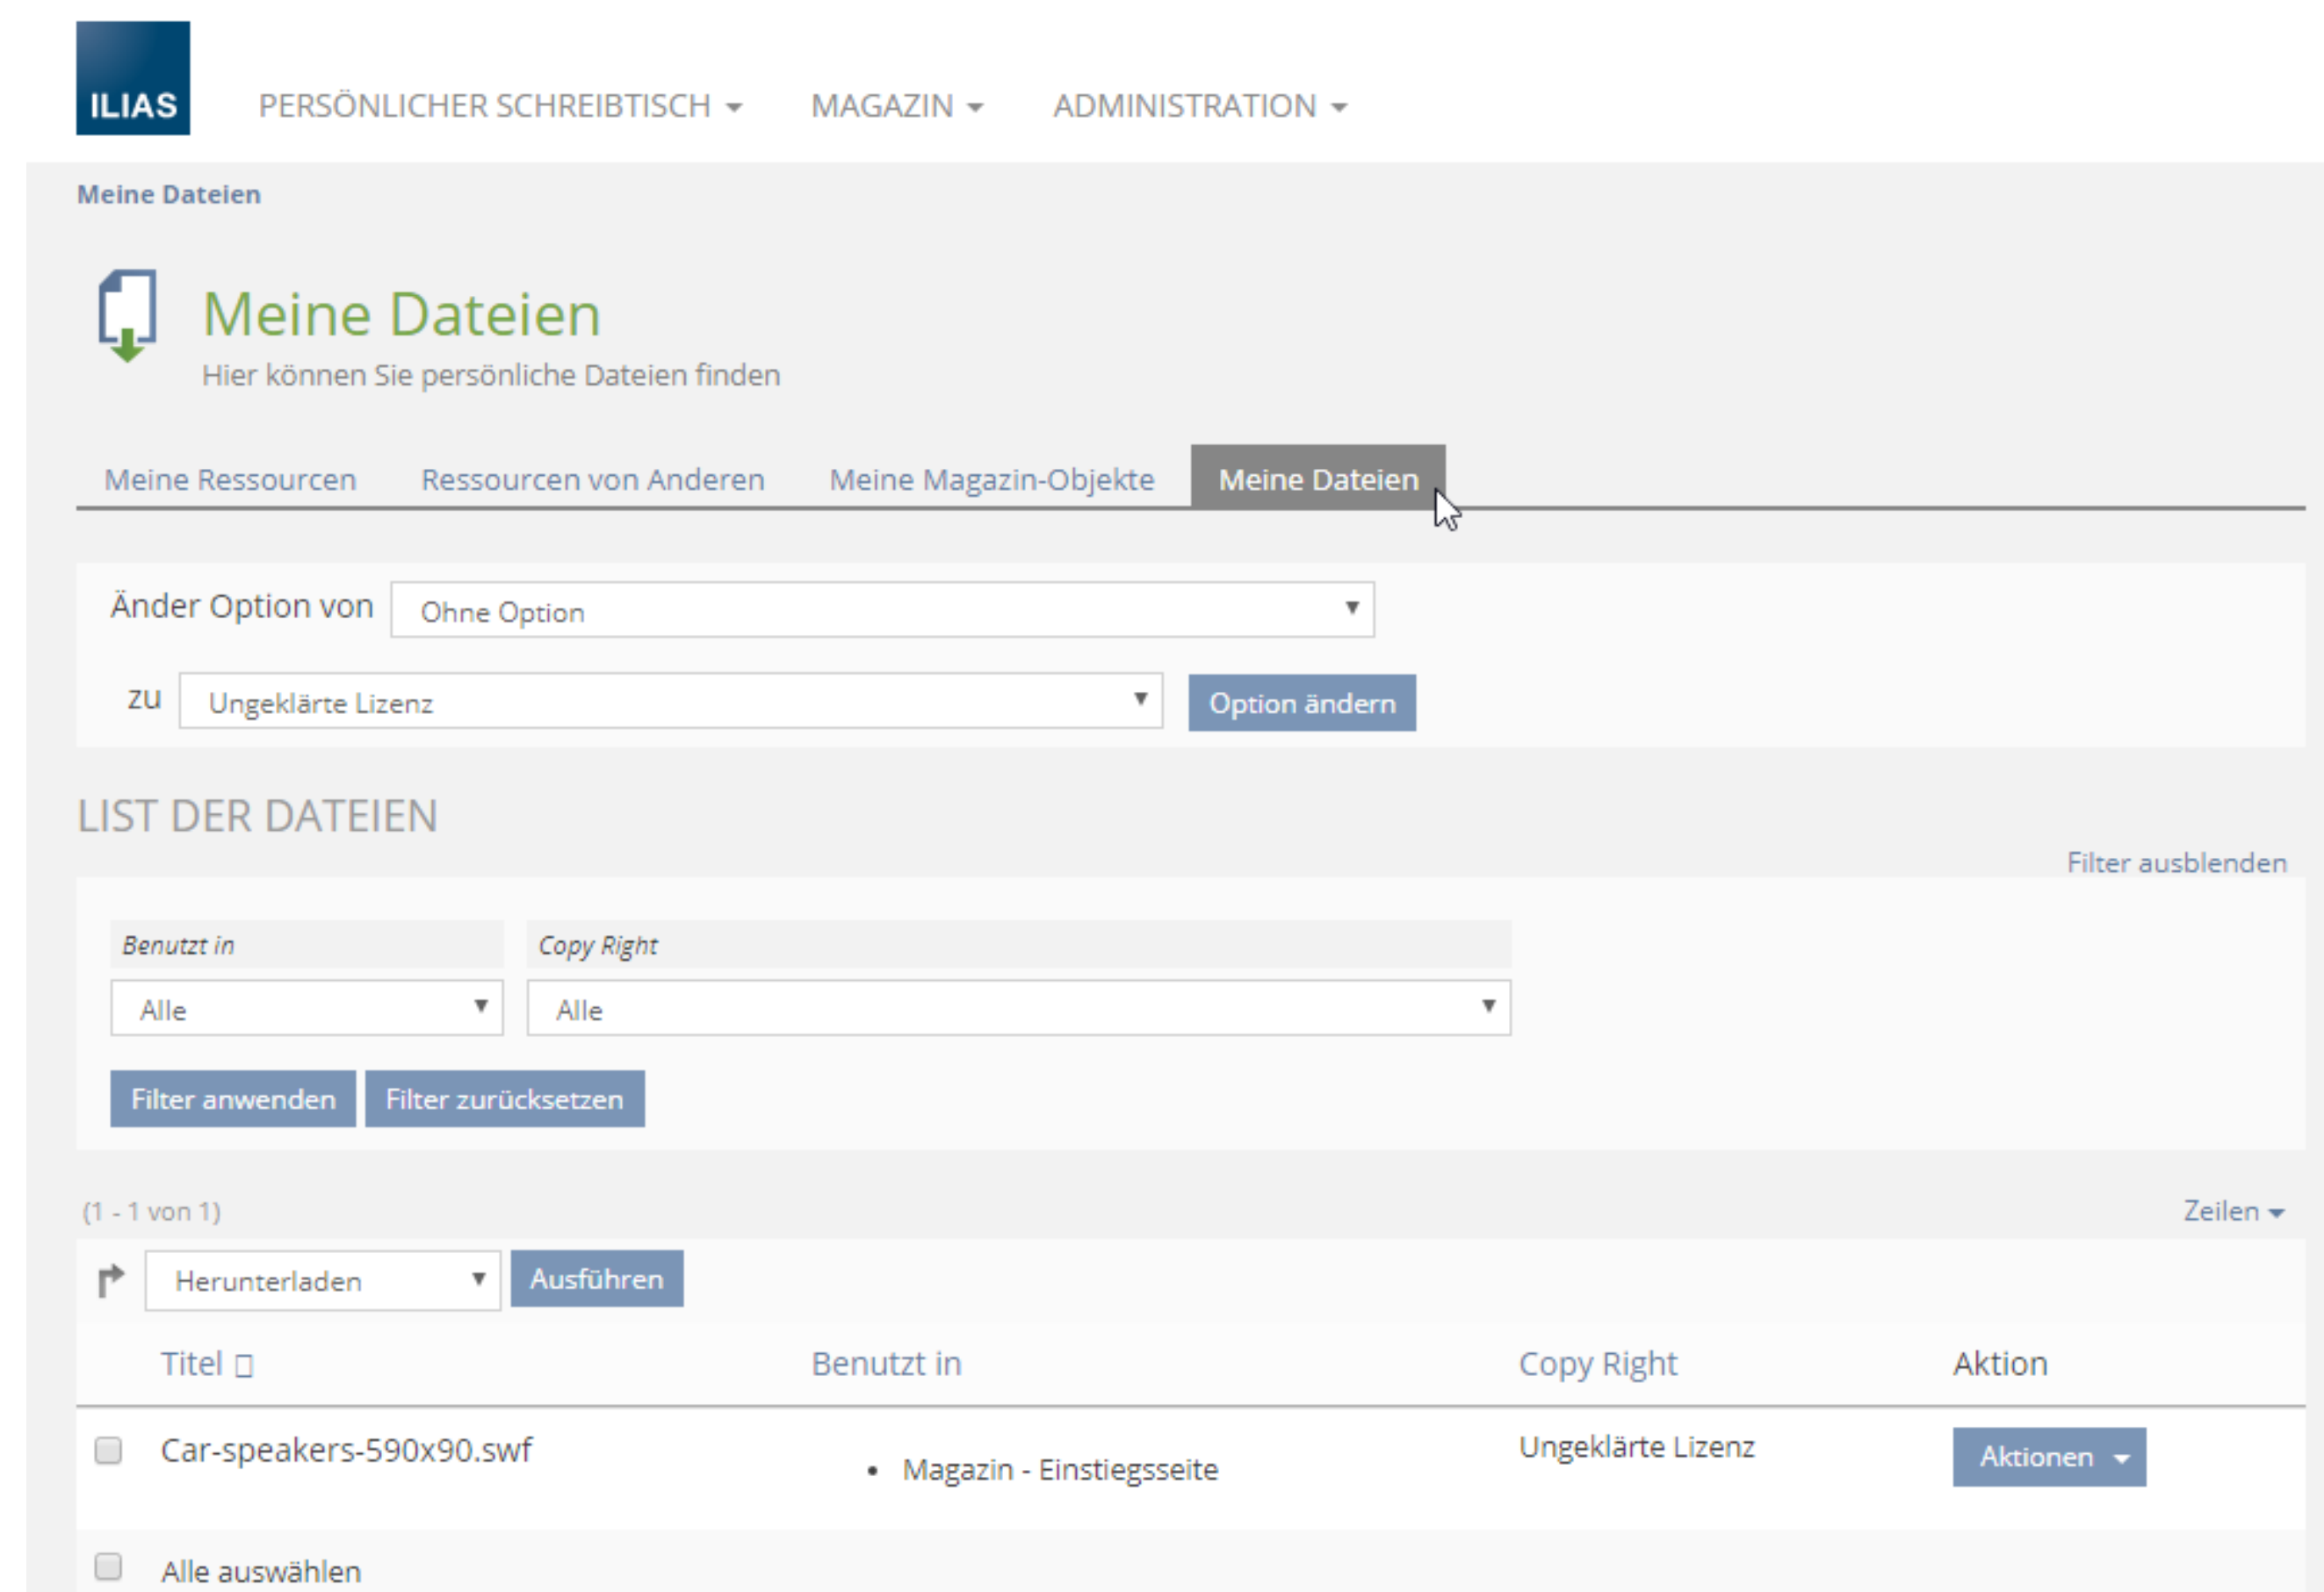 ILIAS
PERSÖNLICHER SCHREIBTISCH MAGAZIN ADMINISTRATION
Meine Dateien
Meine Dateien
Hier können Sie persönliche Dateien finden
Meine Ressourcen Ressourcen von Anderen Meine Magazin-Objekte Meine Dateien
Änder Option von Ohne Option
zu Ungeklärte Lizenz Option ändern
LIST DER DATEIEN
Filter ausblenden
Benutzt in Copy Right
Alle Alle
Filter anwenden Filter zurücksetzen
(1 - 1 von 1) Zeilen
Herunterladen Ausführen
Titel Benutzt in Copy Right Aktion
Car-speakers-590x90.swf • Magazin - Einstiegsseite Ungeklärte Lizenz Aktionen
Alle auswählen